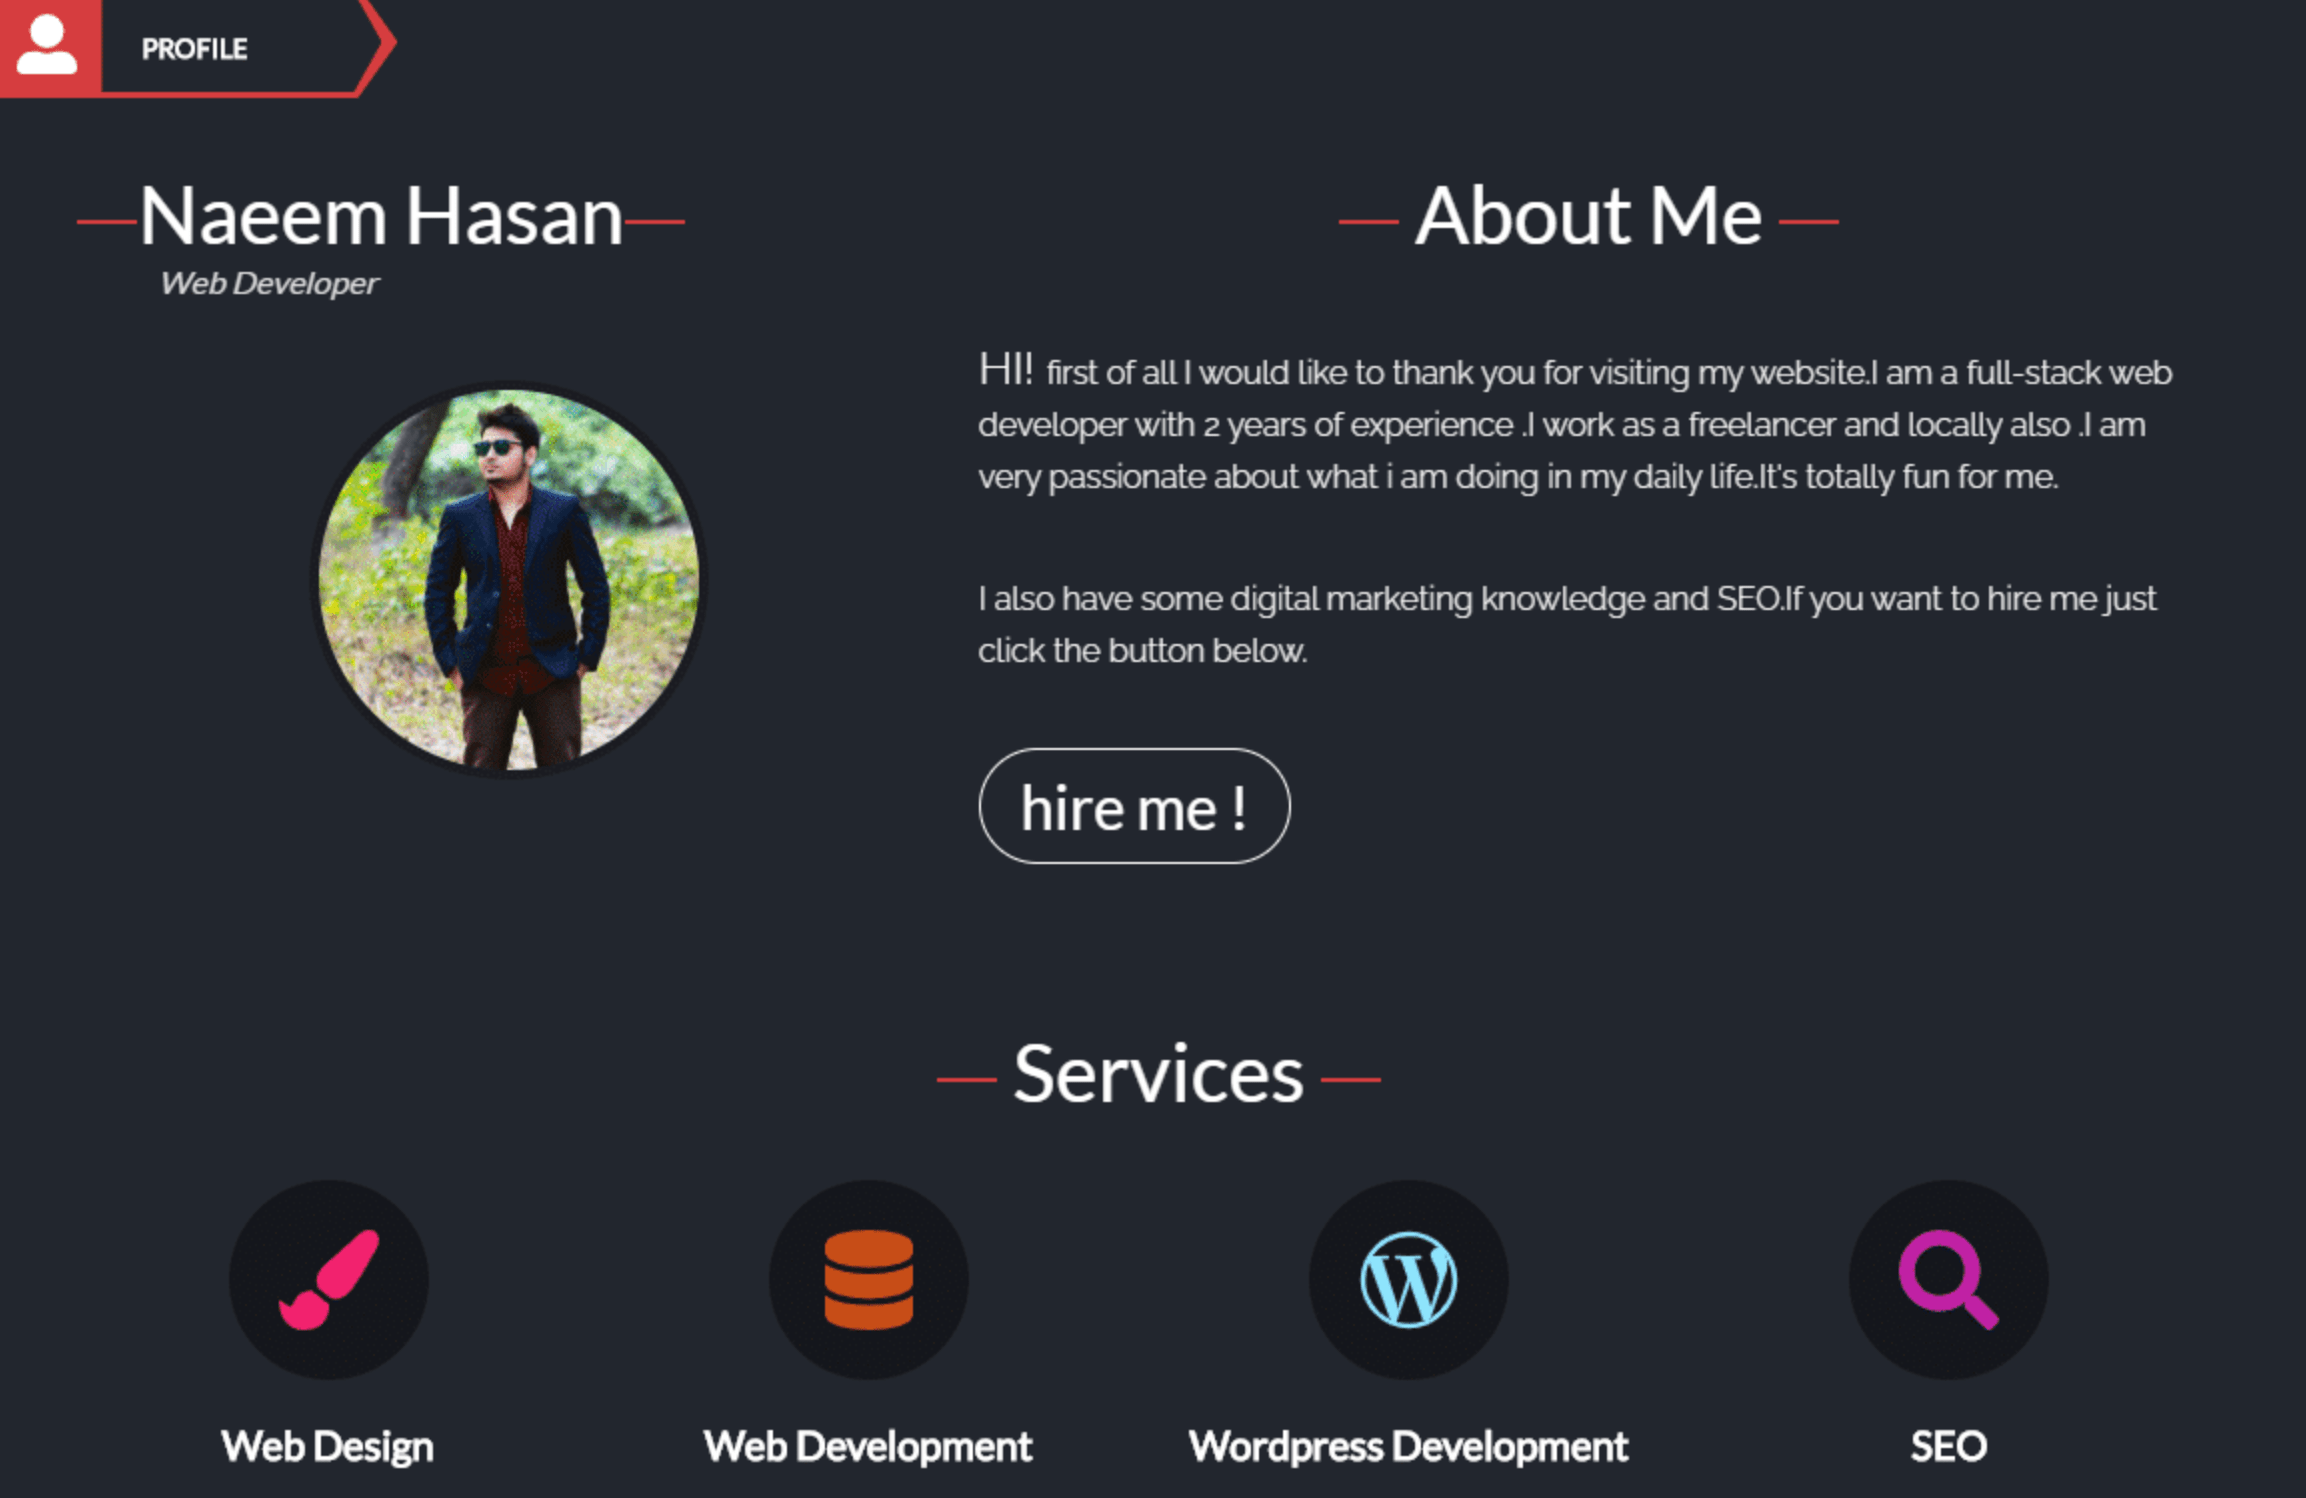 PROFILE
Naeem Hasan
Web Developer
About Me
HI! first of all I would like to thank you for visiting my website.I am a full-stack web
developer with 2 years of experience .I work as a freelancer and locally also .I am
very passionate about what i am doing in my daily life.It's totally fun for me.
I also have some digital marketing knowledge and SEO.If you want to hire me just
click the button below.
hire me !
Services
Web Design
Web Development
Wordpress Development
SEO